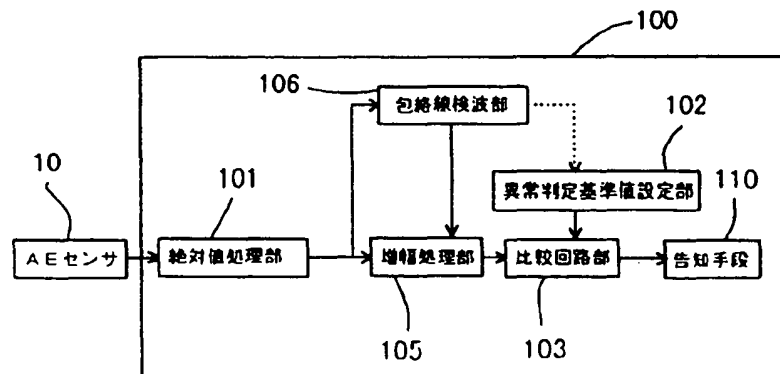 100
106
包絡線検波部
102
10
101
異常判定基準値設定部
110
AEセンサ
絶対値処理部
増幅処理部
比較回路部
告知手段
105
103